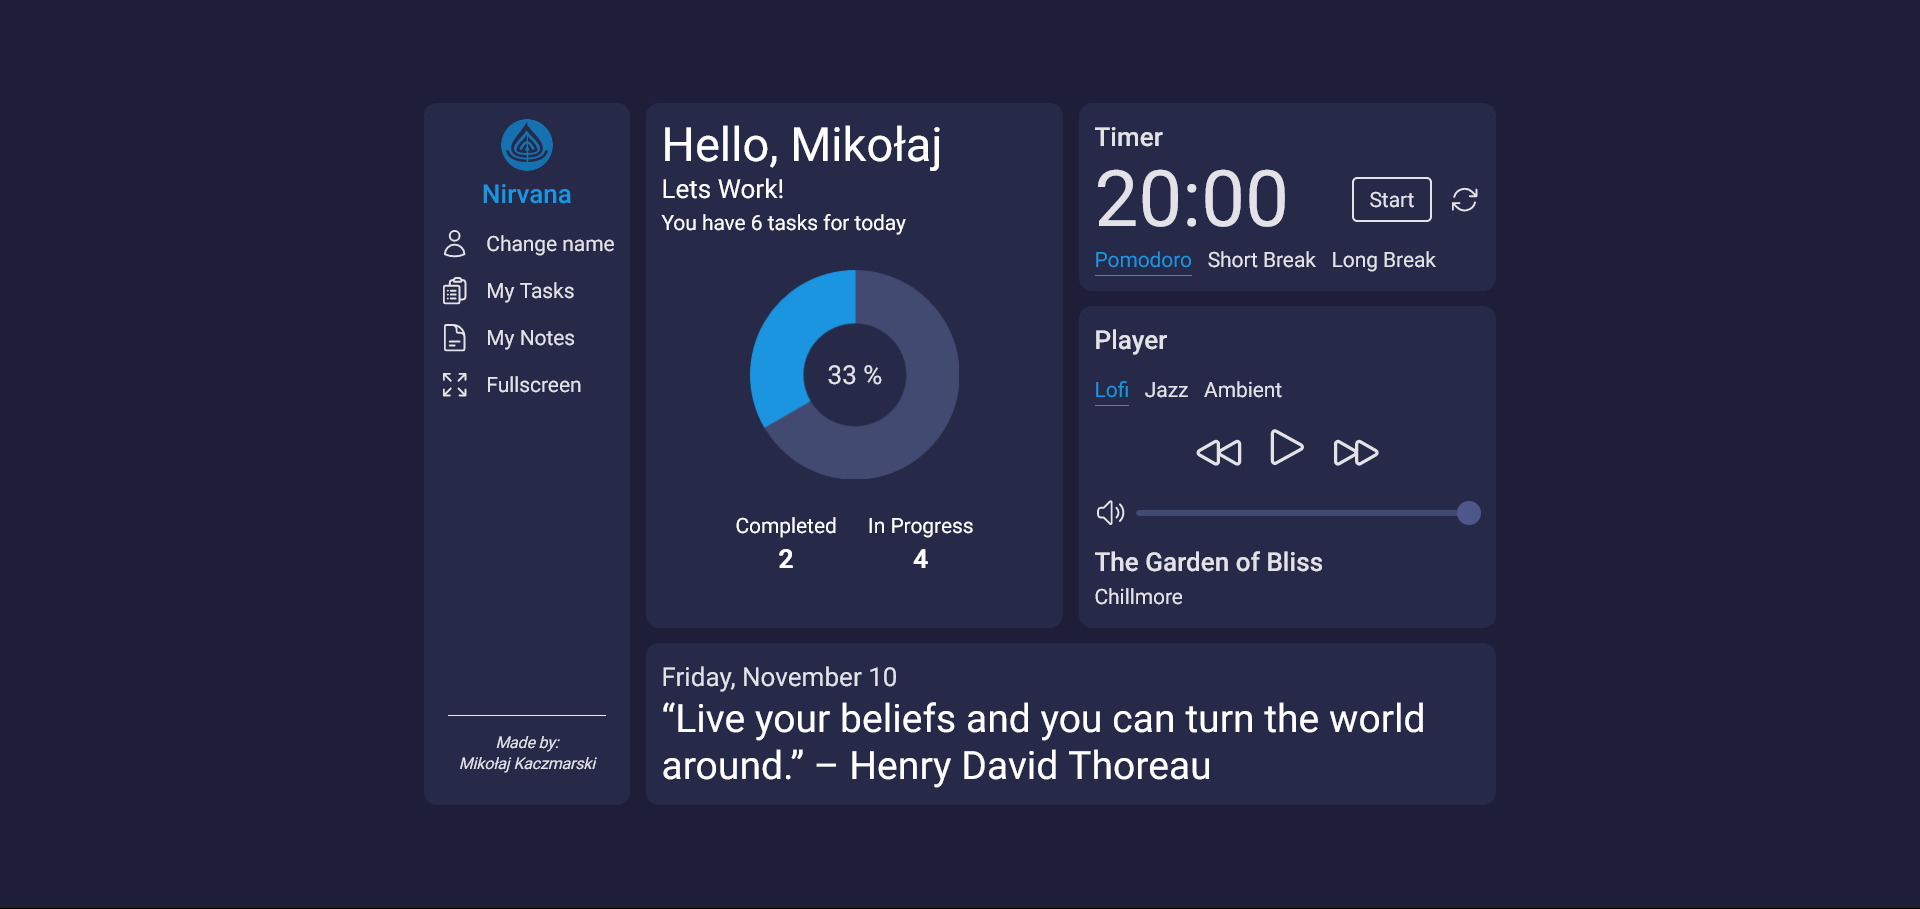 Nirvana
Change name
My Tasks
My Notes
Fullscreen
Made by:
Mikołaj Kaczmarski
Hello, Mikołaj
Lets Work!
You have 6 tasks for today
33 %
Completed
2
In Progress
4
Timer
20:00
Start
Pomodoro Short Break Long Break
Player
Lofi Jazz Ambient
The Garden of Bliss
Chillmore
Friday, November 10
“Live your beliefs and you can turn the world
around.” – Henry David Thoreau